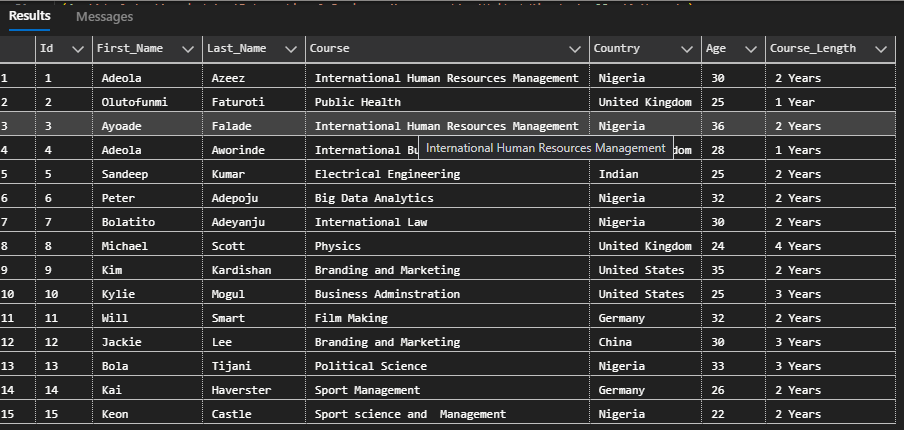 Results Messages
Id First_Name Last_Name Course Country Age Course_Length
1 1 Adeola Azeez International Human Resources Management Nigeria 30 2 Years
2 2 Olutofunmi Faturoti Public Health United Kingdom 25 1 Year
3 3 Ayoade Falade International Human Resources Management Nigeria 36 2 Years
4 4 Adeola Aworinde International 28 1 Years
International Human Resources Management
5 5 Sandeep Kumar Electrical Engineering Indian 25 2 Years
6 6 Peter Adepoju Big Data Analytics Nigeria 32 2 Years
7 7 Bolatito Adeyanju International Law Nigeria 30 2 Years
8 8 Michael Scott Physics United Kingdom 24 4 Years
9 9 Kim Kardishan Branding and Marketing United States 35 2 Years
10 10 Kylie Mogul Business Adminstration United States 25 3 Years
11 11 Will Smart Film Making Germany 32 2 Years
12 12 Jackie Lee Branding and Marketing China 30 3 Years
13 13 Bola Tijani Political Science Nigeria 33 3 Years
14 14 Kai Haverster Sport Management Germany 26 2 Years
15 15 Keon Castle Sport science and  Management Nigeria 22 2 Years